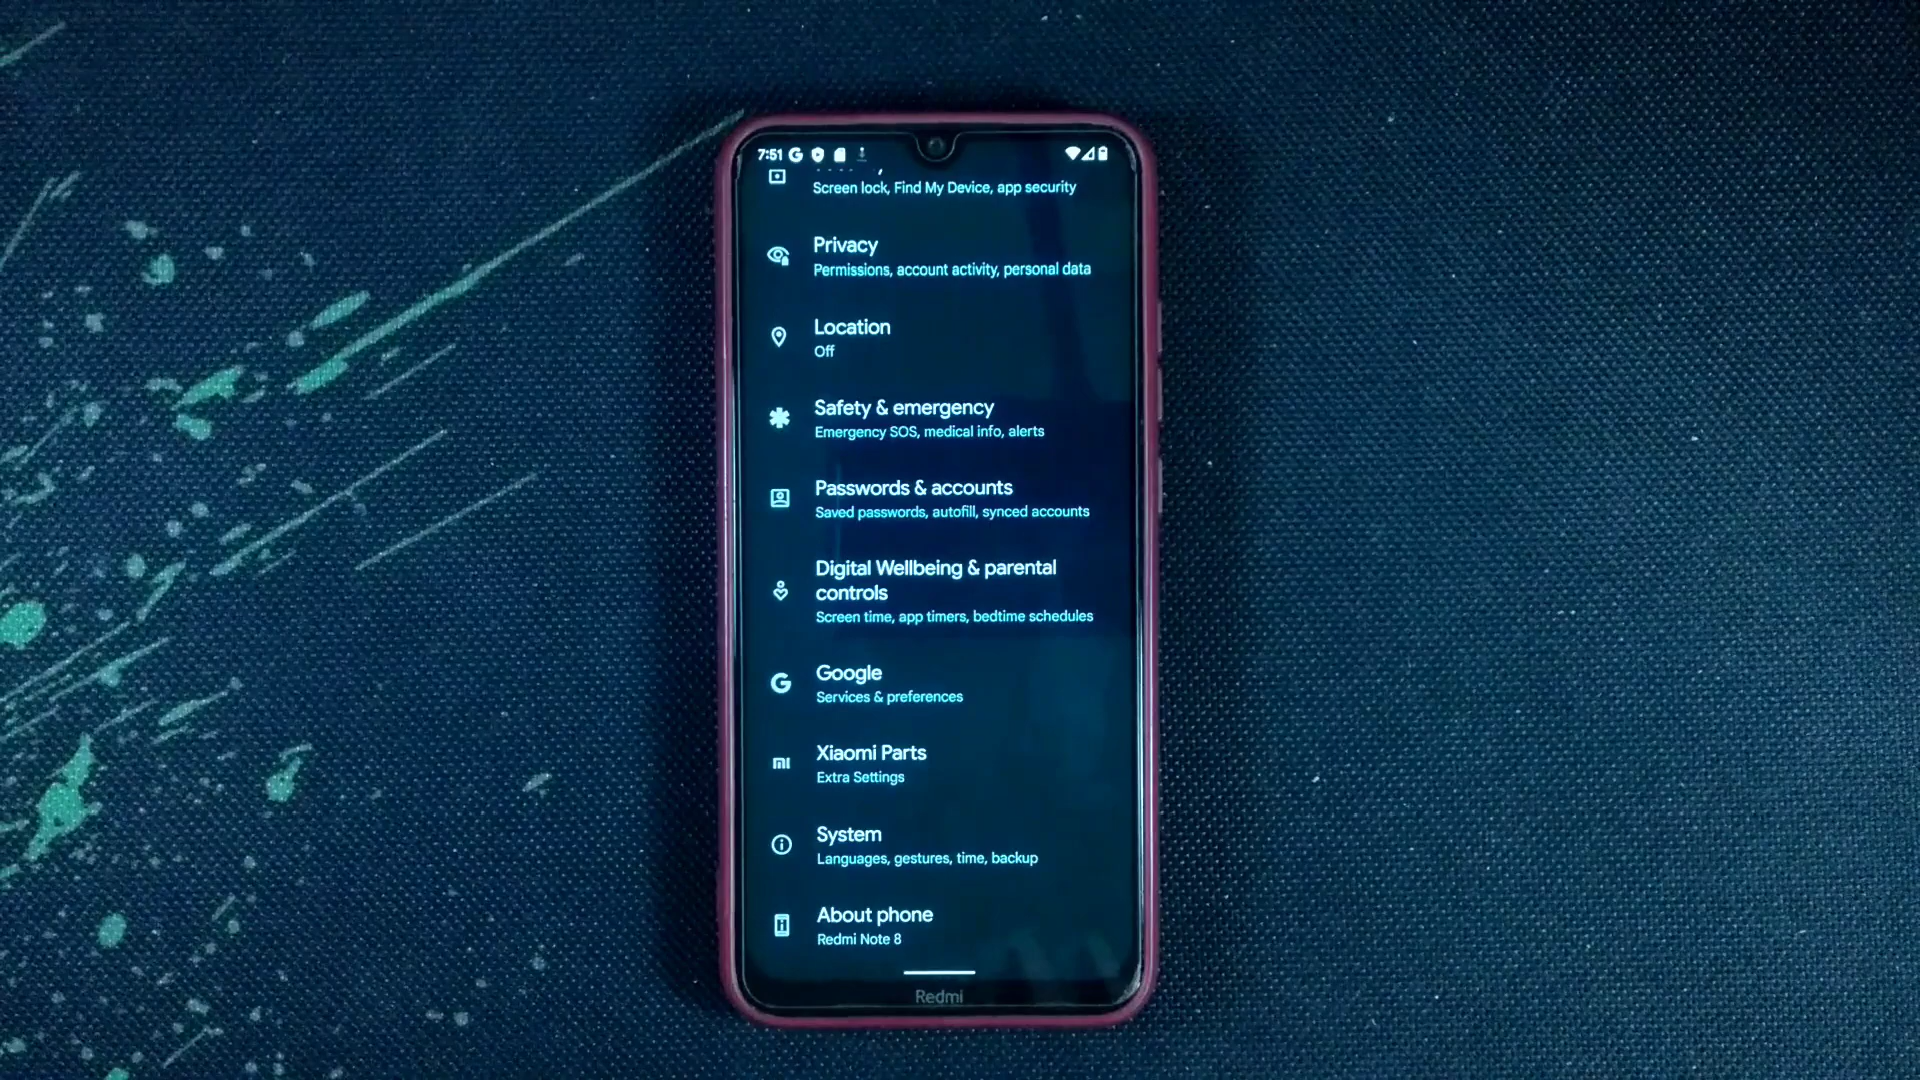 7:51
Screen lock, Find My Device, app security
Privacy
Permissions, account activity, personal data
Location
Off
Safety & emergency
Emergency SOS, medical info, alerts
Passwords & accounts
Saved passwords, autofill, synced accounts
Digital Wellbeing & parental
controls
Screen time, app timers, bedtime schedules
Google
Services & preferences
Xiaomi Parts
Extra Settings
System
Languages, gestures, time, backup
About phone
Redmi Note 8
Redmi